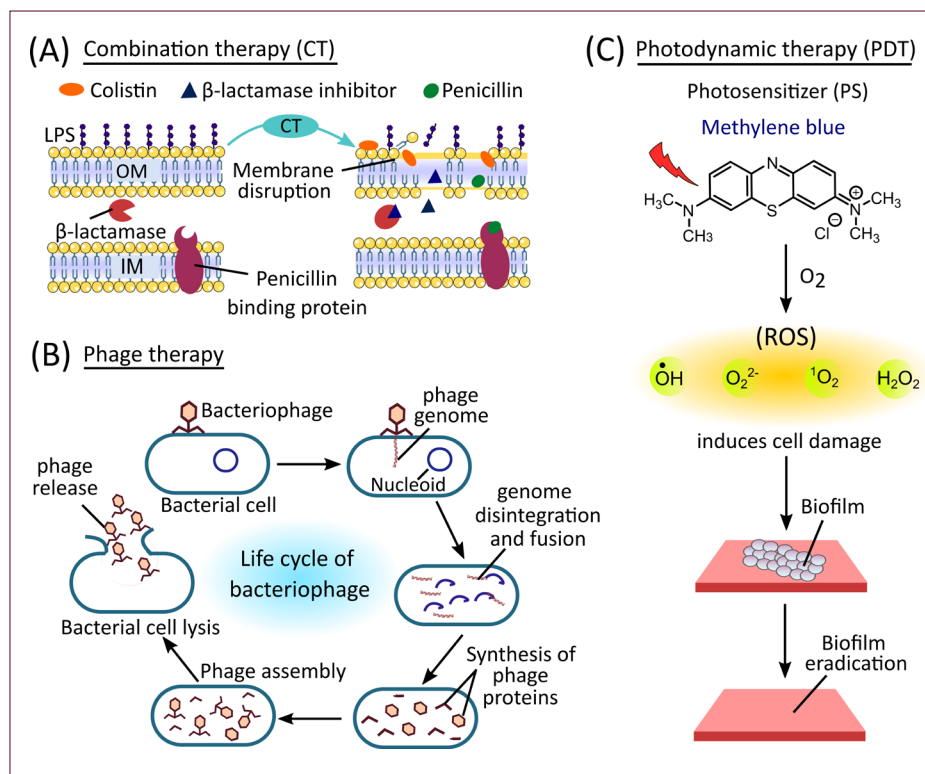 (A) Combination therapy (CT)
Colistin
β-lactamase inhibitor
Penicillin
LPS
CT
OM
Membrane
disruption
β-lactamase
IM
Penicillin
binding protein
(B) Phage therapy
Bacteriophage
Bacterial cell
phage
genome
Nucleoid
genome
disintegration
and fusion
Synthesis of
phage
proteins
Phage assembly
Bacterial cell lysis
phage
release
Life cycle of
bacteriophage
(C) Photodynamic therapy (PDT)
Photosensitizer (PS)
Methylene blue
N
H₃C
N
CH₃
S
Cl⊖
N⊕
CH₃
CH₃
O₂
(ROS)
•OH
O₂²⁻
¹O₂
H₂O₂
induces cell damage
Biofilm
Biofilm
eradication